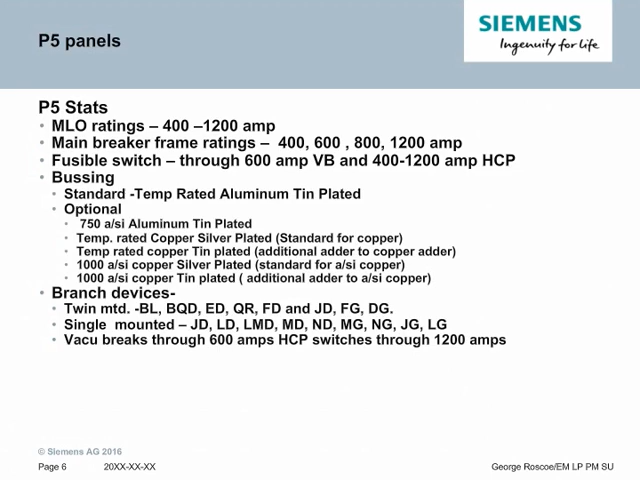 P5 panels
SIEMENS
Ingenuity for life
P5 Stats
• MLO ratings – 400 –1200 amp
• Main breaker frame ratings – 400, 600 , 800, 1200 amp
• Fusible switch – through 600 amp VB and 400-1200 amp HCP
• Bussing
• Standard -Temp Rated Aluminum Tin Plated
• Optional
• 750 a/si Aluminum Tin Plated
• Temp. rated Copper Silver Plated (Standard for copper)
• Temp rated copper Tin plated (additional adder to copper adder)
• 1000 a/si copper Silver Plated (standard for a/si copper)
• 1000 a/si copper Tin plated ( additional adder to a/si copper)
• Branch devices-
• Twin mtd. -BL, BQD, ED, QR, FD and JD, FG, DG.
• Single mounted – JD, LD, LMD, MD, ND, MG, NG, JG, LG
• Vacu breaks through 600 amps HCP switches through 1200 amps
© Siemens AG 2016
Page 6 20XX-XX-XX George Roscoe/EM LP PM SU